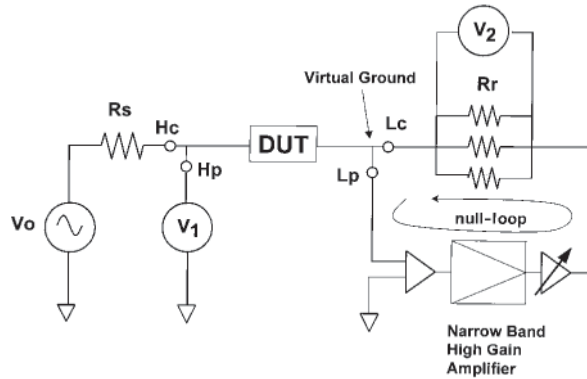 V2
Virtual Ground
Rr
Rs
Hc
Lc
DUT
Hp
Lp
Vo
V1
null-loop
Narrow Band
High Gain
Amplifier